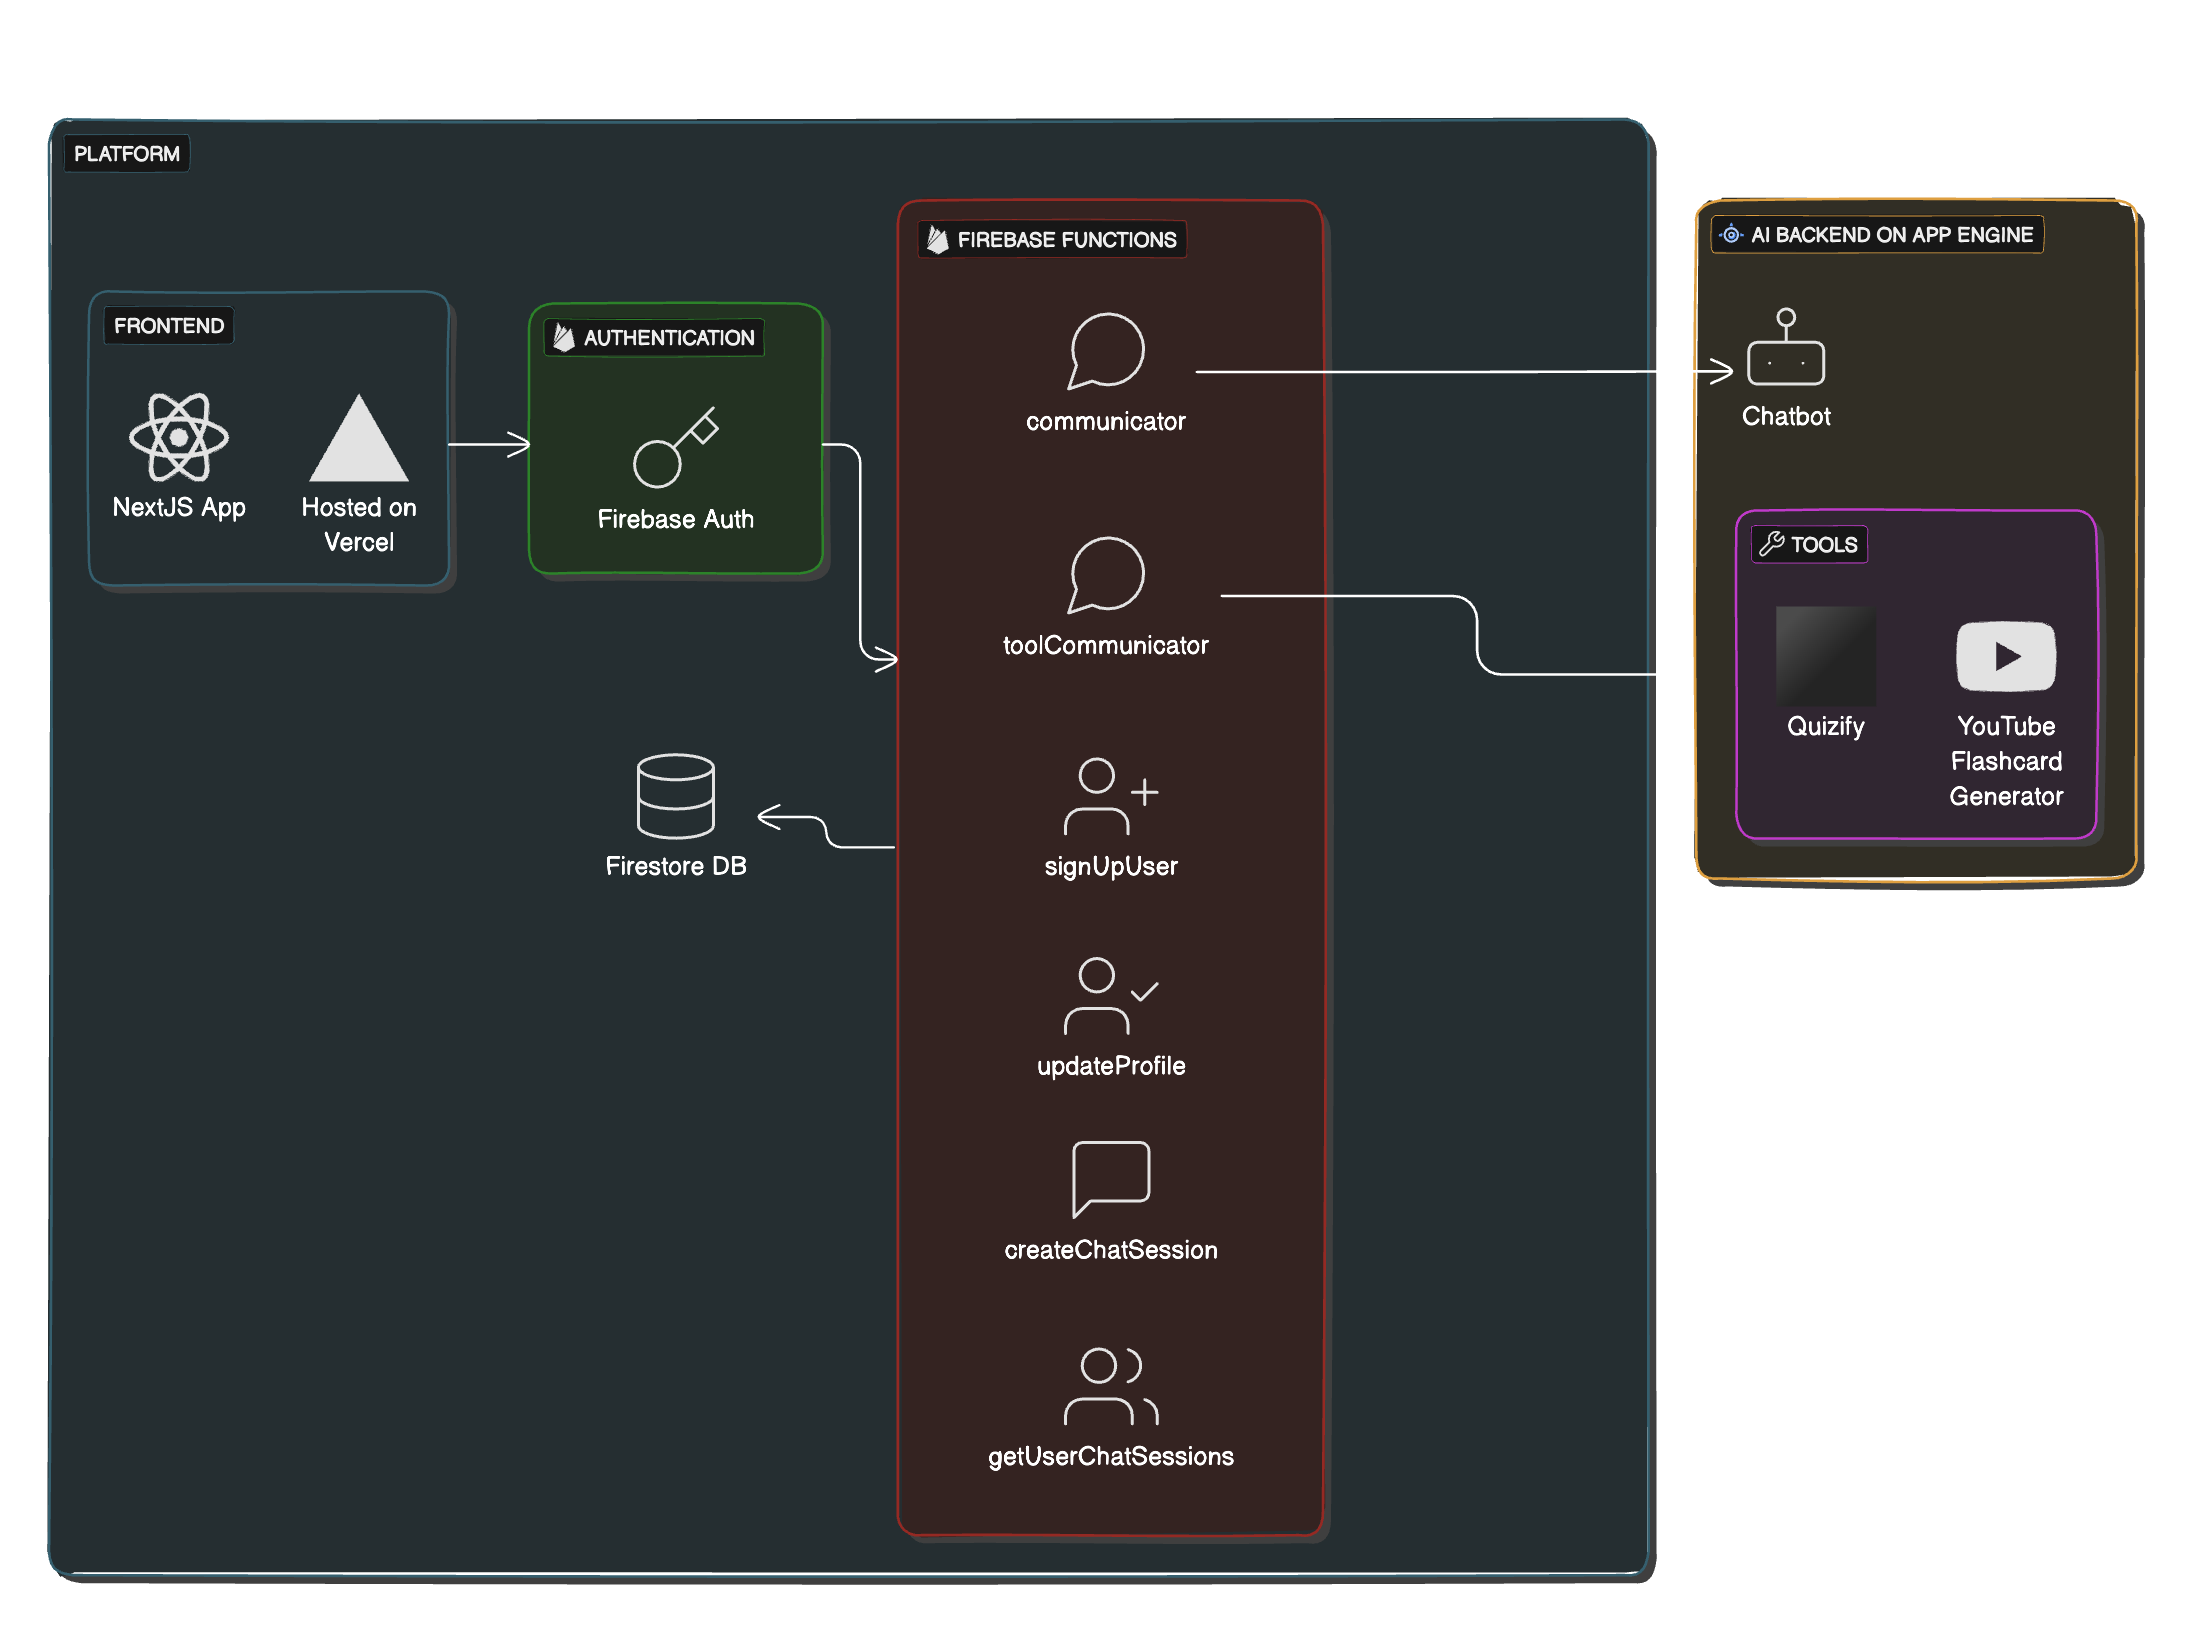 PLATFORM
FRONTEND
NextJS App
Hosted on
Vercel
AUTHENTICATION
Firebase Auth
Firestore DB
FIREBASE FUNCTIONS
communicator
toolCommunicator
signUpUser
updateProfile
createChatSession
getUserChatSessions
AI BACKEND ON APP ENGINE
Chatbot
TOOLS
Quizify
YouTube
Flashcard
Generator